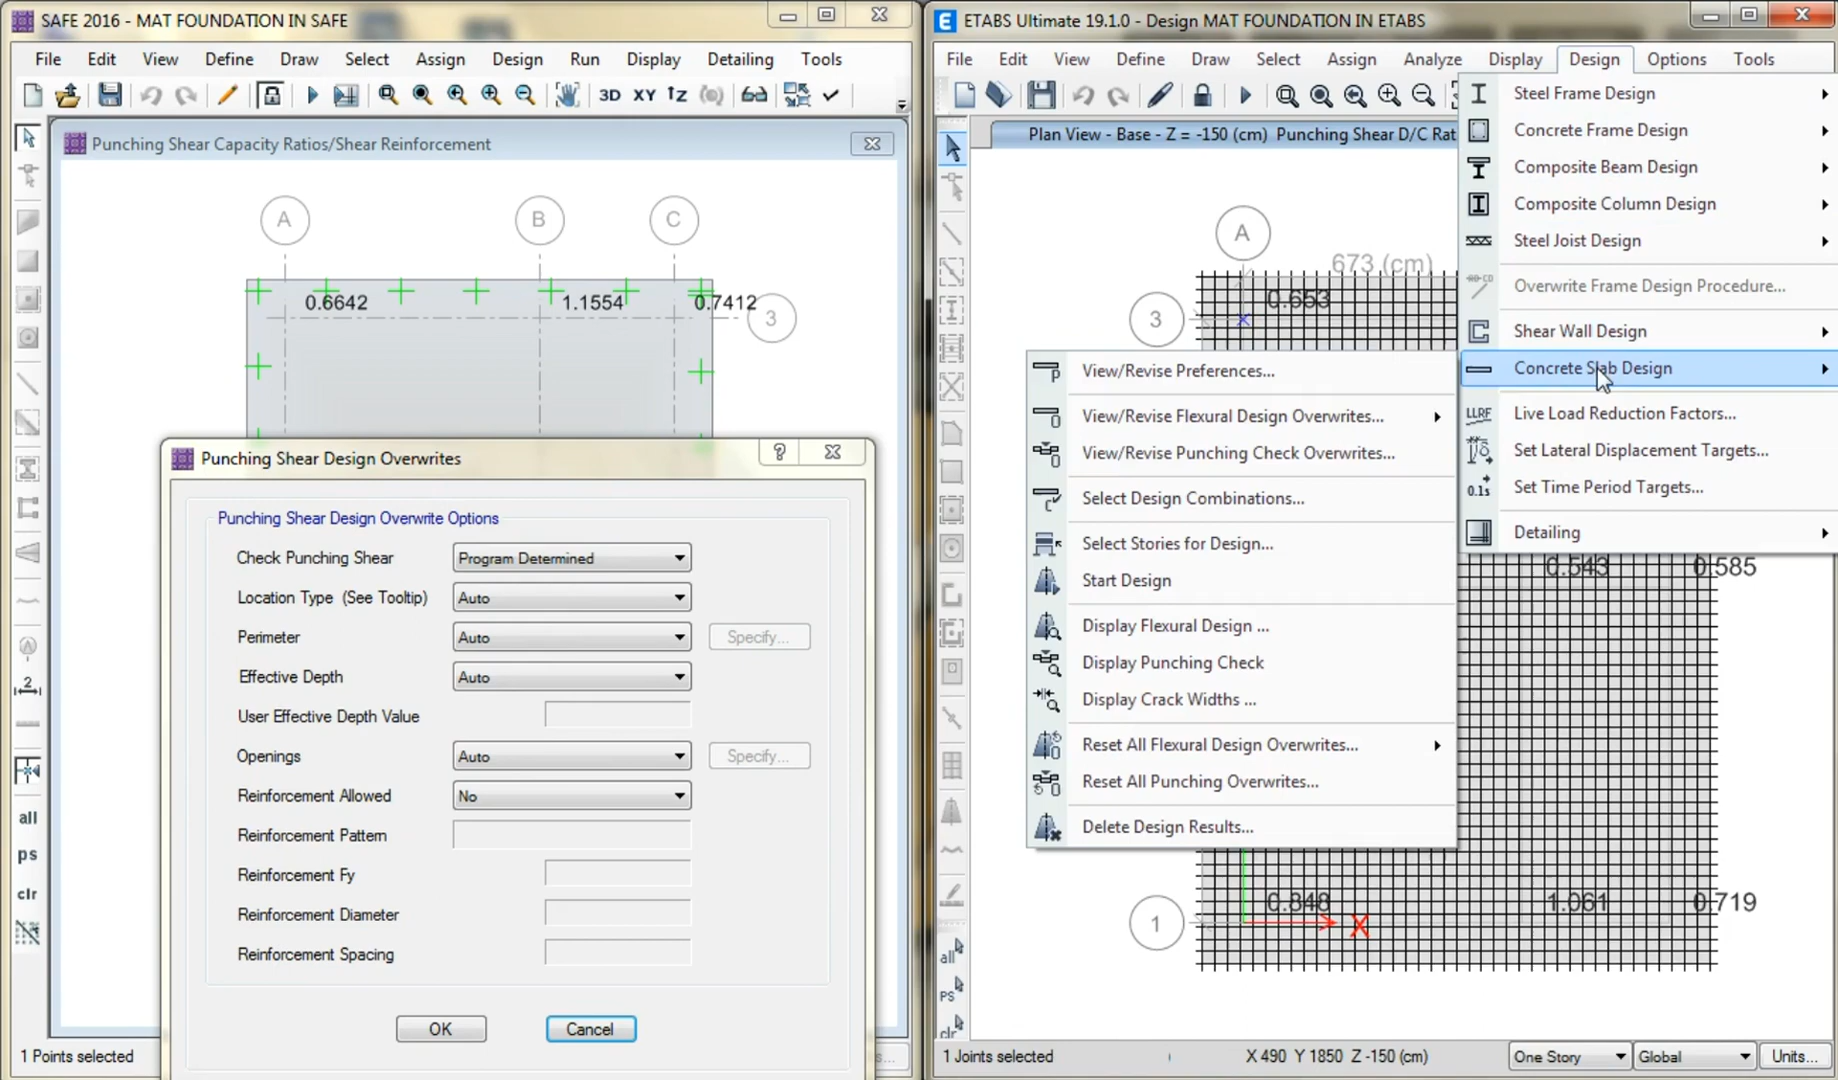 SAFE 2016 - MAT FOUNDATION IN SAFE
File Edit View Define Draw Select Assign Design Run Display Detailing Tools
3D XY
Punching Shear Capacity Ratios/Shear Reinforcement
A B C
0.6642 1.1554 0.7412
3
Punching Shear Design Overwrites
?
Punching Shear Design Overwrite Options
Check Punching Shear Program Determined
Location Type (See Tooltip) Auto
Perimeter Auto Specify...
Effective Depth Auto
User Effective Depth Value
Openings Auto Specify...
Reinforcement Allowed No
Reinforcement Pattern
Reinforcement Fy
Reinforcement Diameter
Reinforcement Spacing
OK Cancel
2
all
ps
clr
1 Points selected
E ETABS Ultimate 19.1.0 - Design MAT FOUNDATION IN ETABS
File Edit View Define Draw Select Assign Analyze Display Design Options Tools
Plan View - Base - Z = -150 (cm) Punching Shear D/C Rat
Steel Frame Design
Concrete Frame Design
Composite Beam Design
Composite Column Design
Steel Joist Design
Overwrite Frame Design Procedure...
Shear Wall Design
Concrete Slab Design
LLRF Live Load Reduction Factors...
Set Lateral Displacement Targets...
0.1s Set Time Period Targets...
Detailing
A
673 (cm)
0.653
3
View/Revise Preferences...
View/Revise Flexural Design Overwrites...
View/Revise Punching Check Overwrites...
Select Design Combinations...
Select Stories for Design...
Start Design
Display Flexural Design ...
Display Punching Check
Display Crack Widths ...
Reset All Flexural Design Overwrites...
Reset All Punching Overwrites...
Delete Design Results...
0.543 0.585
0.848 1.061 0.719
1 X
all
PS
clr
1 Joints selected X 490 Y 1850 Z -150 (cm) One Story Global Units...